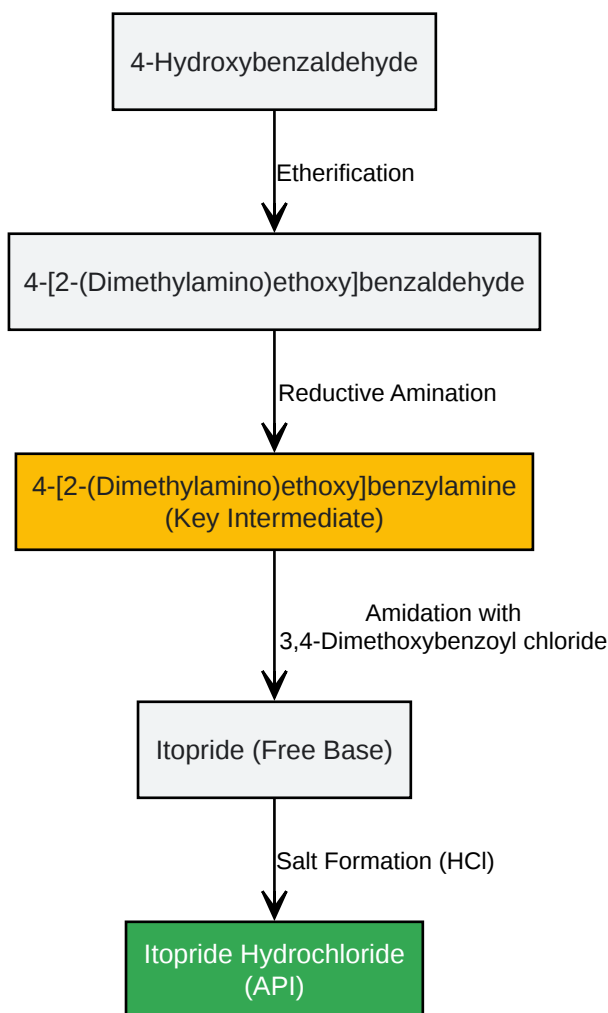 4-Hydroxybenzaldehyde
Etherification
4-[2-(Dimethylamino)ethoxy]benzaldehyde
Reductive Amination
4-[2-(Dimethylamino)ethoxy]benzylamine
(Key Intermediate)
Amidation with
3,4-Dimethoxybenzoyl chloride
Itopride (Free Base)
Salt Formation (HCl)
Itopride Hydrochloride
(API)